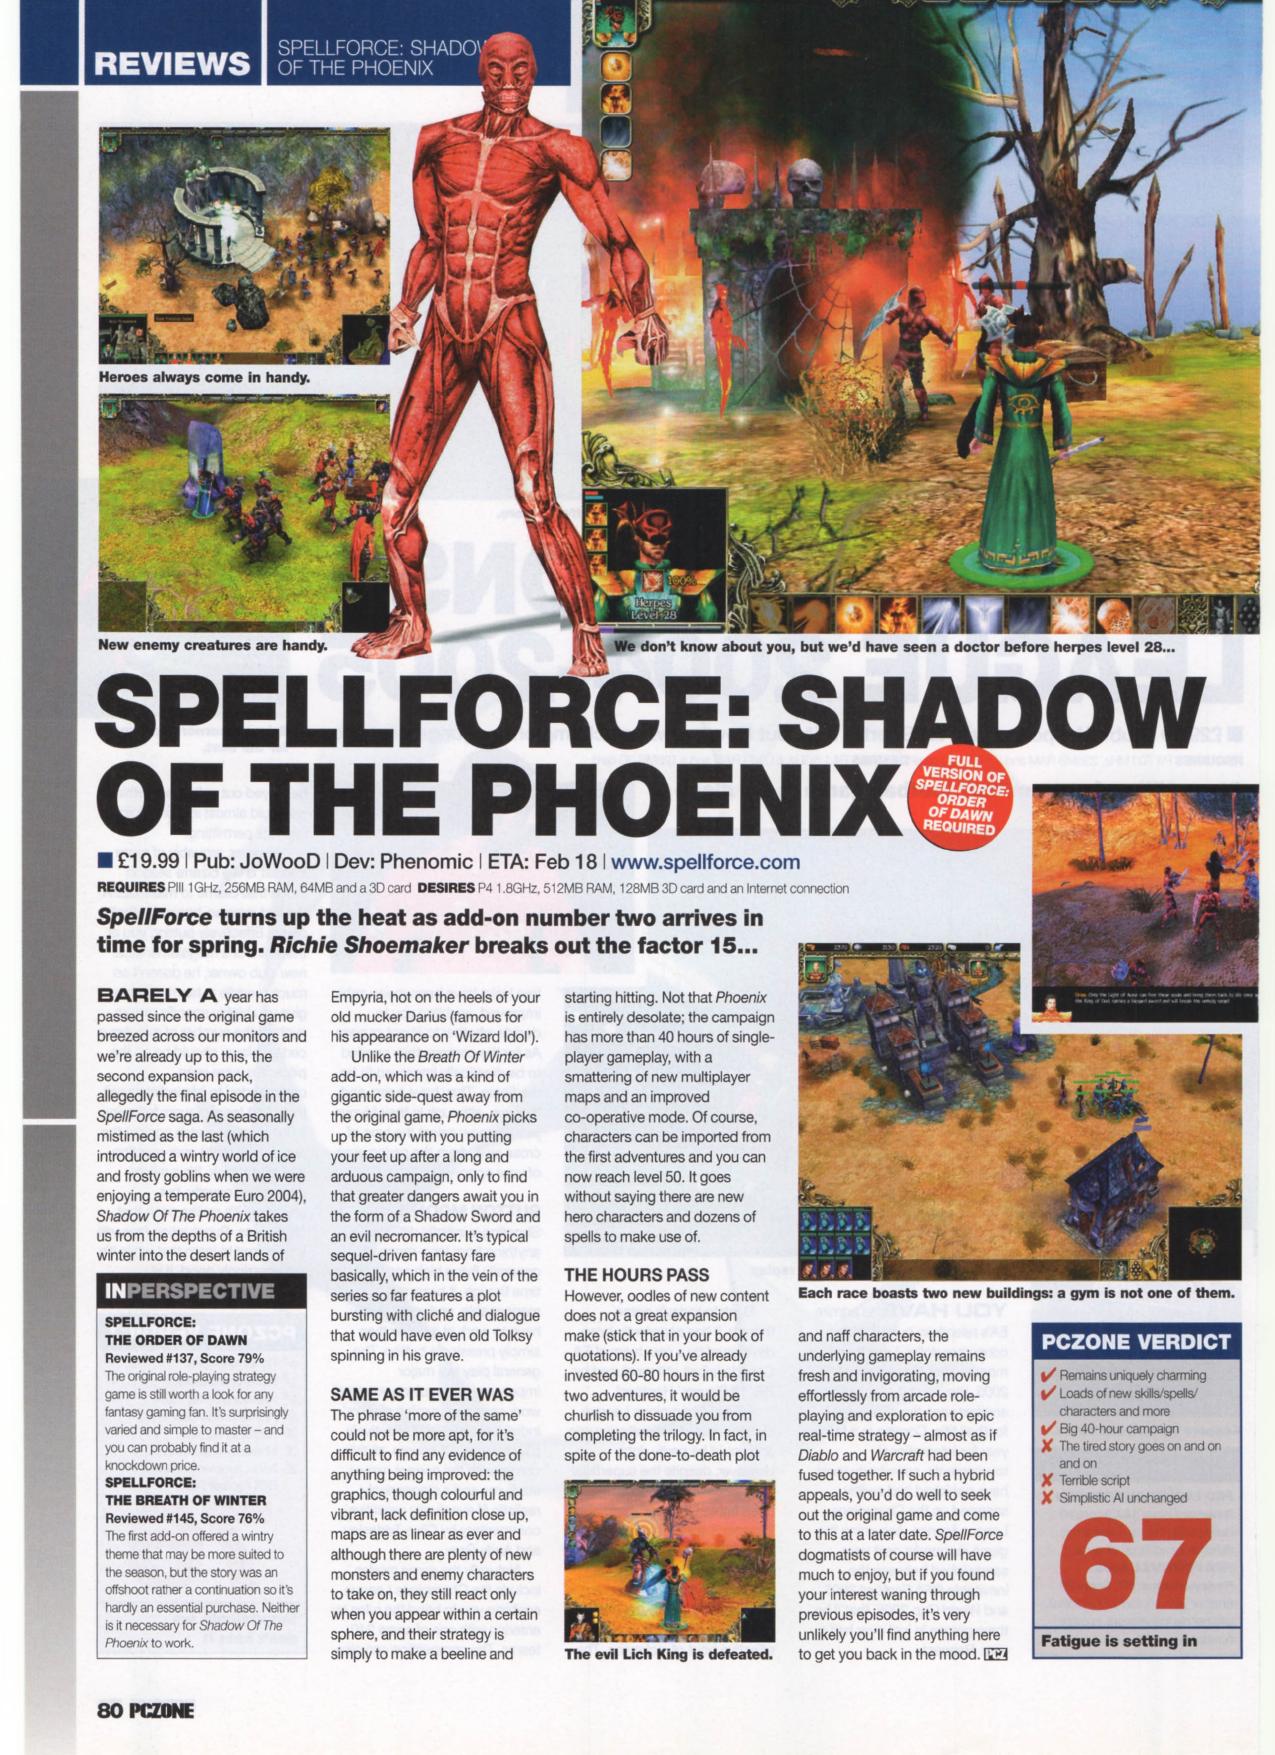 REVIEWS
SPELLFORCE: SHADOW
OF THE PHOENIX
Heroes always come in handy.
New enemy creatures are handy.
100%
Herpes
Level 28
We don't know about you, but we'd have seen a doctor before herpes level 28...
SPELLFORCE: SHADOW
OF THE PHOENIX
FULL
VERSION OF
SPELLFORCE:
ORDER
OF DAWN
REQUIRED
£19.99 | Pub: JoWooD | Dev: Phenomic | ETA: Feb 18 | www.spellforce.com
REQUIRES PIII 1GHz, 256MB RAM, 64MB and a 3D card DESIRES P4 1.8GHz, 512MB RAM, 128MB 3D card and an Internet connection
SpellForce turns up the heat as add-on number two arrives in
time for spring. Richie Shoemaker breaks out the factor 15...
BARELY A year has
passed since the original game
breezed across our monitors and
we're already up to this, the
second expansion pack,
allegedly the final episode in the
SpellForce saga. As seasonally
mistimed as the last (which
introduced a wintry world of ice
and frosty goblins when we were
enjoying a temperate Euro 2004),
Shadow Of The Phoenix takes
us from the depths of a British
winter into the desert lands of
Empyria, hot on the heels of your
old mucker Darius (famous for
his appearance on 'Wizard Idol').
Unlike the Breath Of Winter
add-on, which was a kind of
gigantic side-quest away from
the original game, Phoenix picks
up the story with you putting
your feet up after a long and
arduous campaign, only to find
that greater dangers await you in
the form of a Shadow Sword and
an evil necromancer. It's typical
sequel-driven fantasy fare
basically, which in the vein of the
series so far features a plot
bursting with cliché and dialogue
that would have even old Tolksy
spinning in his grave.
SAME AS IT EVER WAS
The phrase 'more of the same'
could not be more apt, for it's
difficult to find any evidence of
anything being improved: the
graphics, though colourful and
vibrant, lack definition close up,
maps are as linear as ever and
although there are plenty of new
monsters and enemy characters
to take on, they still react only
when you appear within a certain
sphere, and their strategy is
simply to make a beeline and
starting hitting. Not that Phoenix
is entirely desolate; the campaign
has more than 40 hours of single-
player gameplay, with a
smattering of new multiplayer
maps and an improved
co-operative mode. Of course,
characters can be imported from
the first adventures and you can
now reach level 50. It goes
without saying there are new
hero characters and dozens of
spells to make use of.
THE HOURS PASS
However, oodles of new content
does not a great expansion
make (stick that in your book of
quotations). If you've already
invested 60-80 hours in the first
two adventures, it would be
churlish to dissuade you from
completing the trilogy. In fact, in
spite of the done-to-death plot
The evil Lich King is defeated.
Each race boasts two new buildings: a gym is not one of them.
and naff characters, the
underlying gameplay remains
fresh and invigorating, moving
effortlessly from arcade role-
playing and exploration to epic
real-time strategy – almost as if
Diablo and Warcraft had been
fused together. If such a hybrid
appeals, you'd do well to seek
out the original game and come
to this at a later date. SpellForce
dogmatists of course will have
much to enjoy, but if you found
your interest waning through
previous episodes, it's very
unlikely you'll find anything here
to get you back in the mood. PCZ
INPERSPECTIVE
SPELLFORCE:
THE ORDER OF DAWN
Reviewed #137, Score 79%
The original role-playing strategy
game is still worth a look for any
fantasy gaming fan. It's surprisingly
varied and simple to master – and
you can probably find it at a
knockdown price.
SPELLFORCE:
THE BREATH OF WINTER
Reviewed #145, Score 76%
The first add-on offered a wintry
theme that may be more suited to
the season, but the story was an
offshoot rather a continuation so it's
hardly an essential purchase. Neither
is it necessary for Shadow Of The
Phoenix to work.
PCZONE VERDICT
✓ Remains uniquely charming
✓ Loads of new skills/spells/
characters and more
✓ Big 40-hour campaign
✗ The tired story goes on and on
and on
✗ Terrible script
✗ Simplistic AI unchanged
67
Fatigue is setting in
80 PCZONE